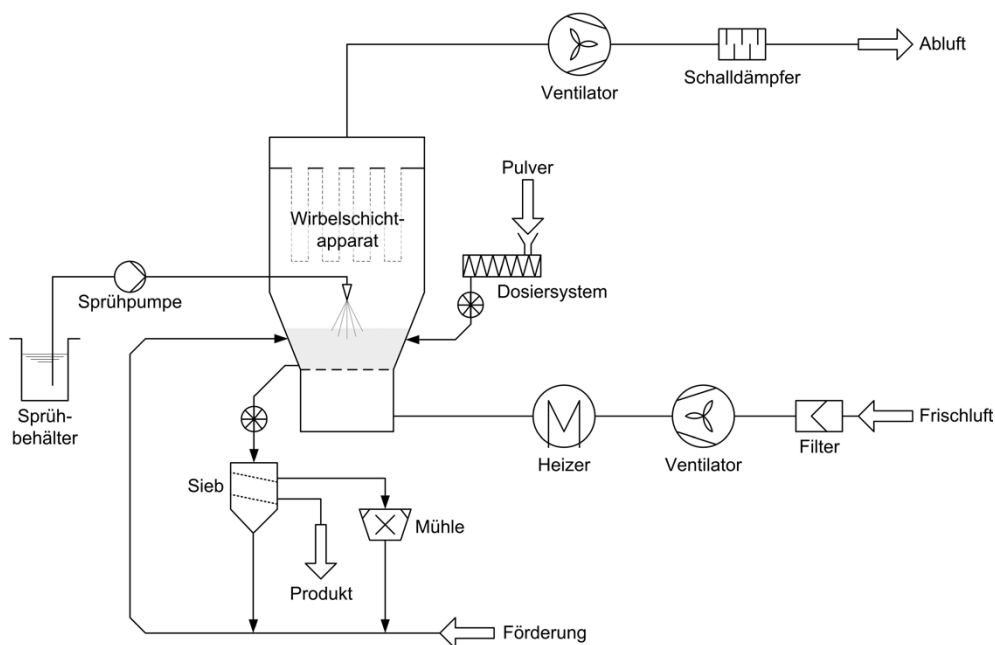 Abluft
Ventilator
Schalldämpfer
Pulver
Wirbelschicht-
apparat
Dosiersystem
Sprühpumpe
Sprüh-
behälter
Heizer
Ventilator
Filter
Frischluft
Sieb
Mühle
Produkt
Förderung